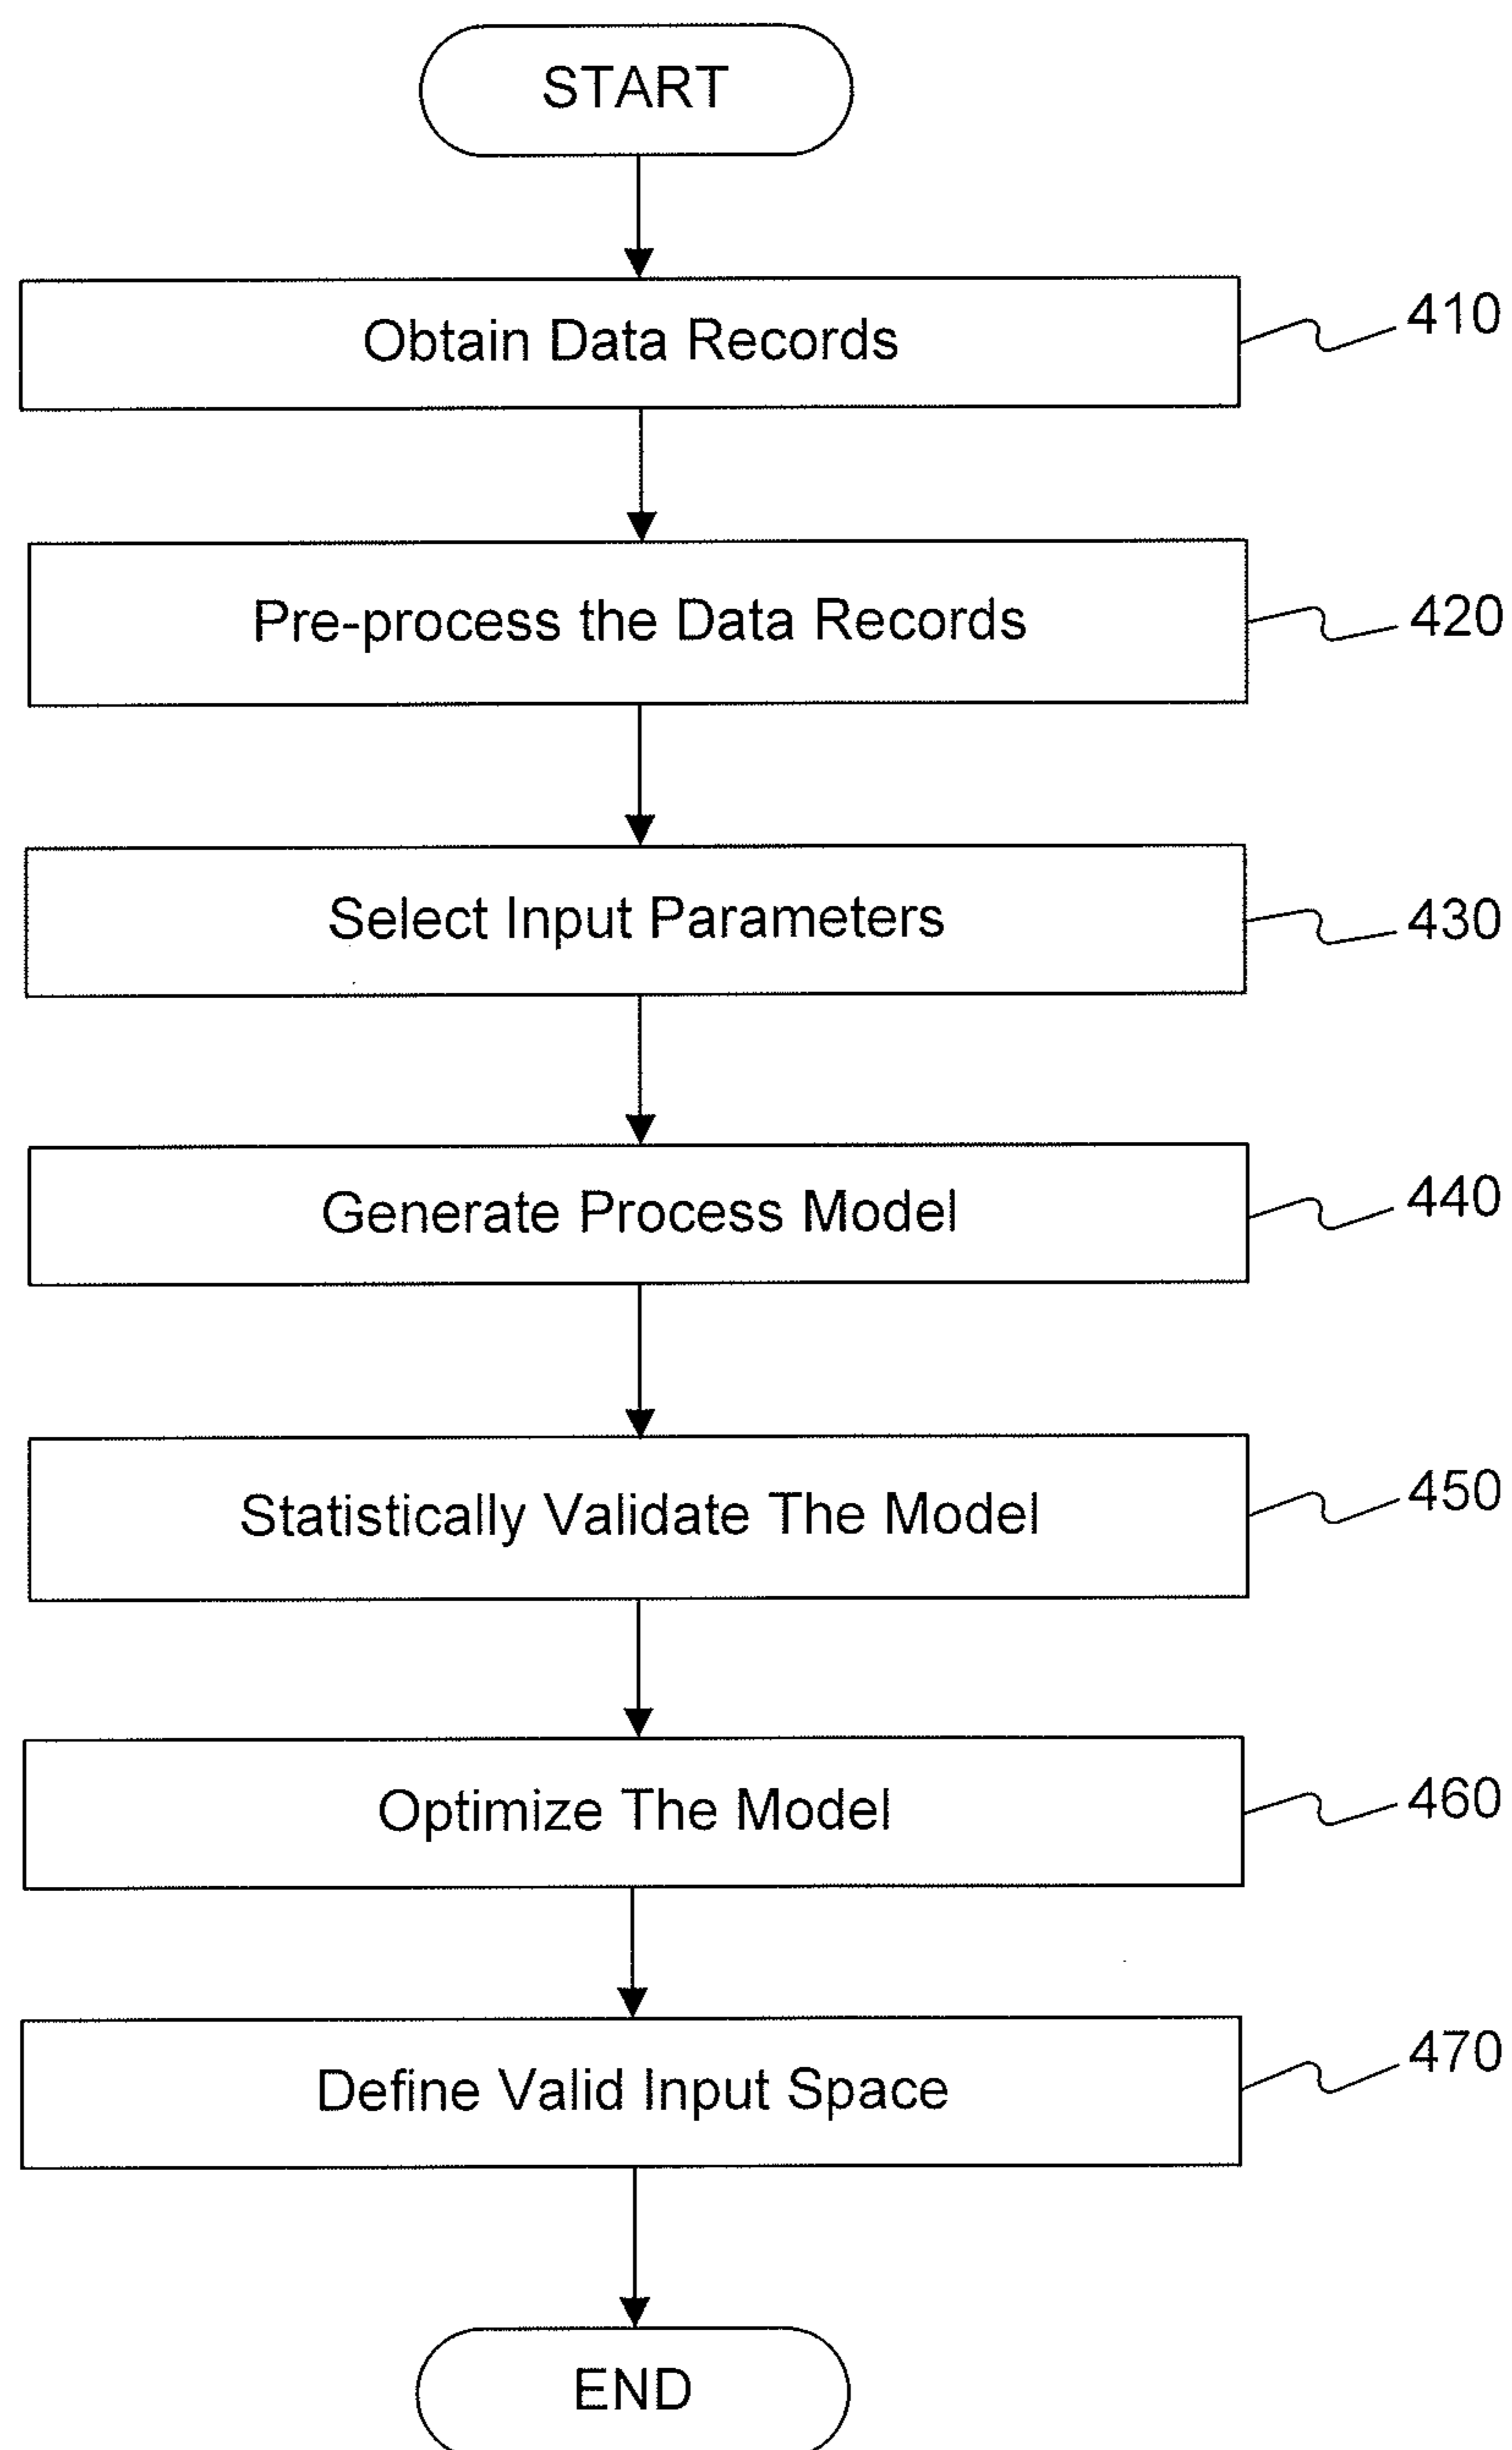 START
Obtain Data Records
410
Pre-process the Data Records
420
Select Input Parameters
430
Generate Process Model
440
Statistically Validate The Model
450
Optimize The Model
460
Define Valid Input Space
470
END